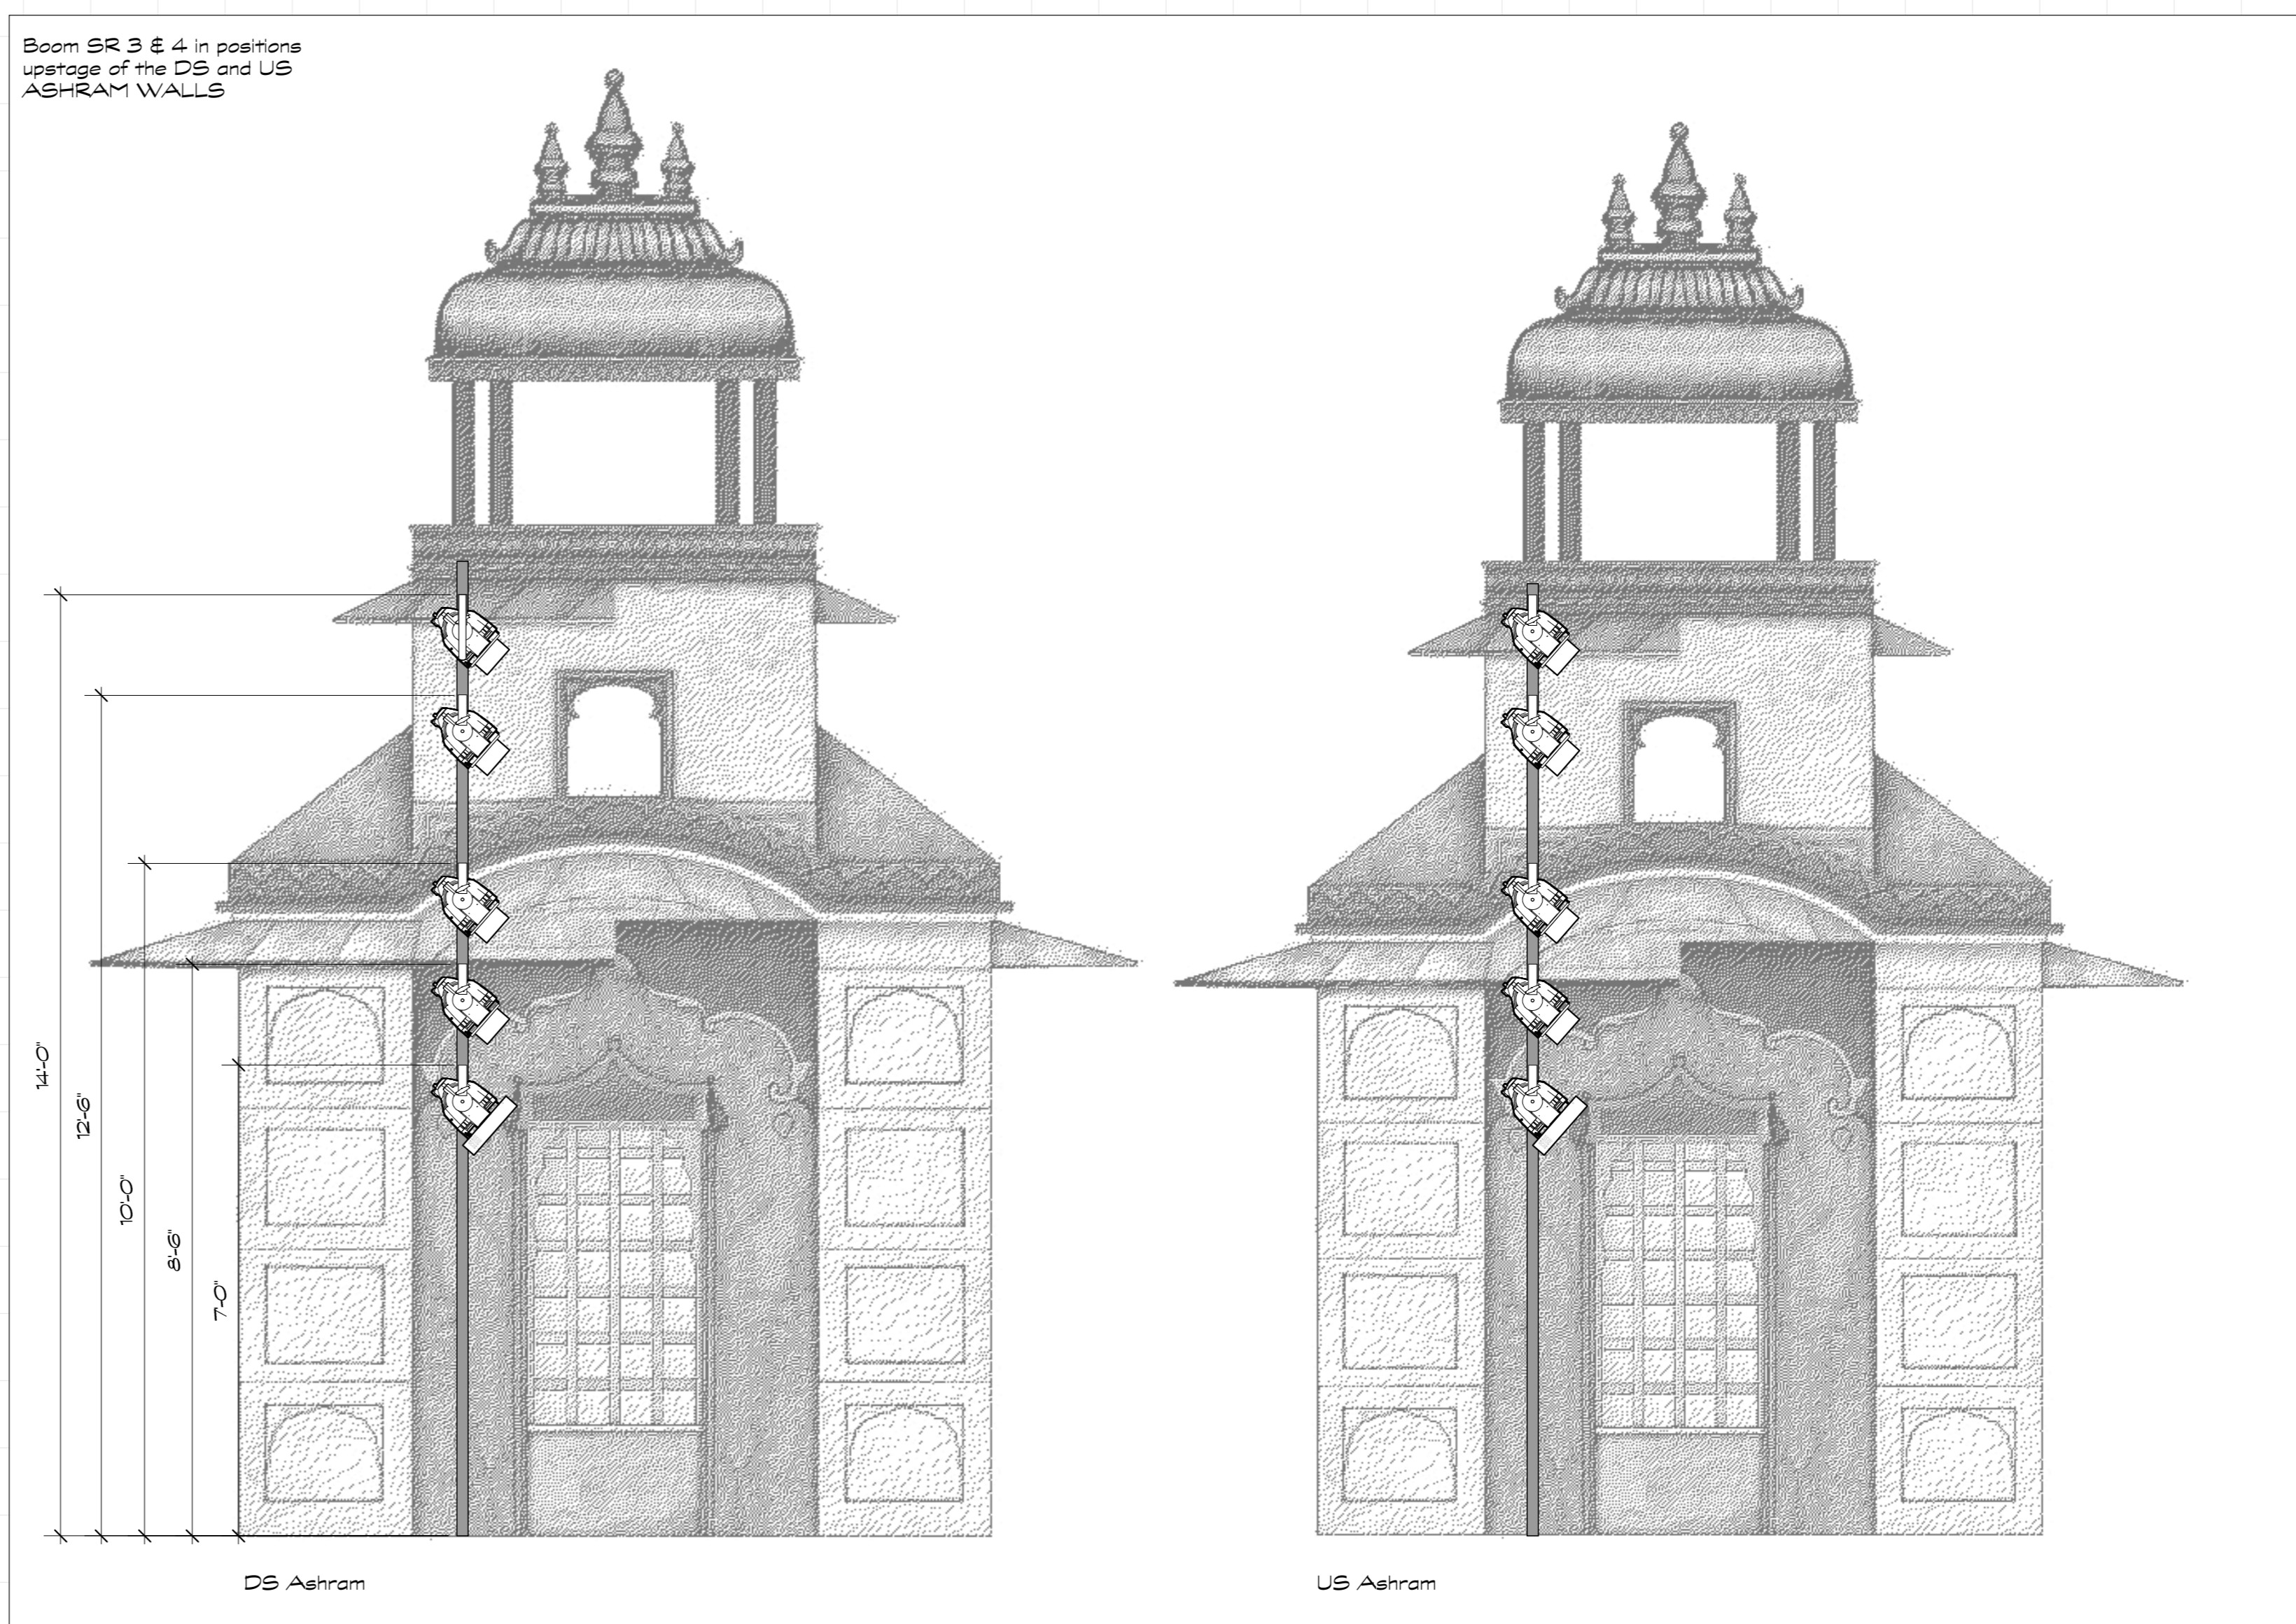 Boom SR 3 & 4 in positions
upstage of the DS and US
ASHRAM WALLS
14'-0"
12'-6"
10'-0"
8'-6"
7'-0"
DS Ashram
US Ashram